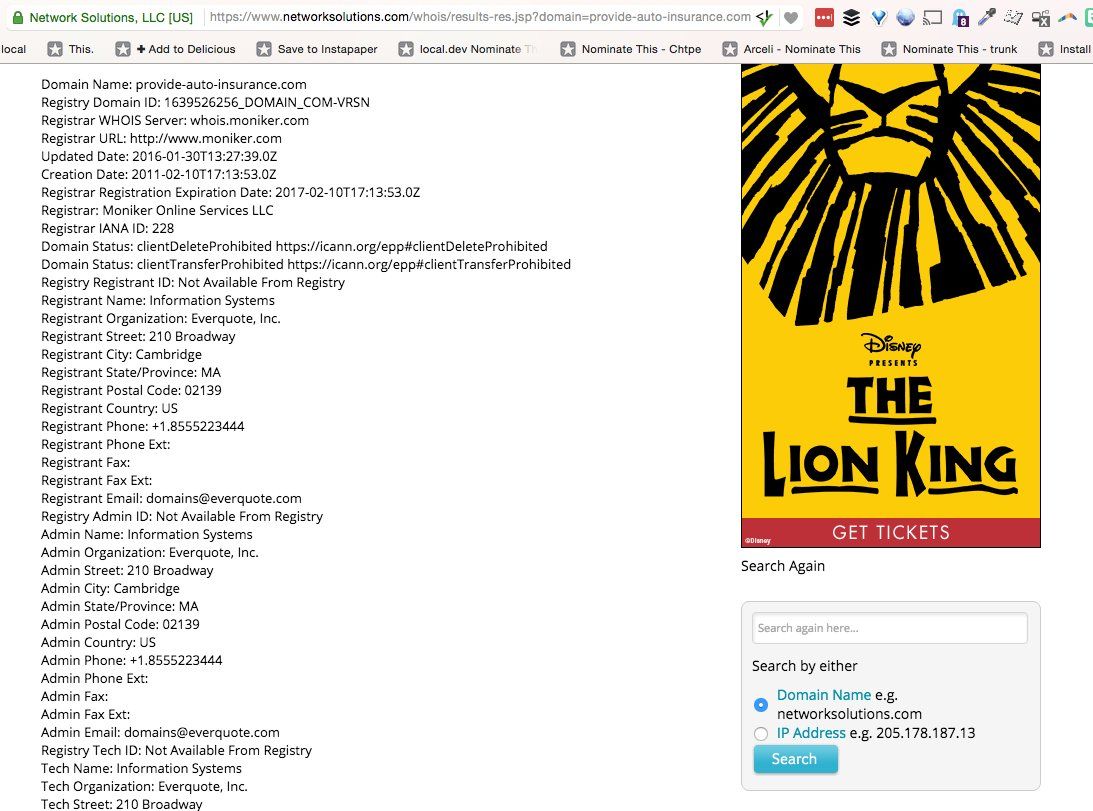 Network Solutions, LLC [US]
https://www.networksolutions.com/whois/results-res.jsp?domain=provide-auto-insurance.com
local
This.
+ Add to Delicious
Save to Instapaper
local.dev Nominate Th
Nominate This - Chtpe
Arceli - Nominate This
Nominate This - trunk
Install
Domain Name: provide-auto-insurance.com
Registry Domain ID: 1639526256_DOMAIN_COM-VRSN
Registrar WHOIS Server: whois.moniker.com
Registrar URL: http://www.moniker.com
Updated Date: 2016-01-30T13:27:39.0Z
Creation Date: 2011-02-10T17:13:53.0Z
Registrar Registration Expiration Date: 2017-02-10T17:13:53.0Z
Registrar: Moniker Online Services LLC
Registrar IANA ID: 228
Domain Status: clientDeleteProhibited https://icann.org/epp#clientDeleteProhibited
Domain Status: clientTransferProhibited https://icann.org/epp#clientTransferProhibited
Registry Registrant ID: Not Available From Registry
Registrant Name: Information Systems
Registrant Organization: Everquote, Inc.
Registrant Street: 210 Broadway
Registrant City: Cambridge
Registrant State/Province: MA
Registrant Postal Code: 02139
Registrant Country: US
Registrant Phone: +1.8555223444
Registrant Phone Ext:
Registrant Fax:
Registrant Fax Ext:
Registrant Email: domains@everquote.com
Registry Admin ID: Not Available From Registry
Admin Name: Information Systems
Admin Organization: Everquote, Inc.
Admin Street: 210 Broadway
Admin City: Cambridge
Admin State/Province: MA
Admin Postal Code: 02139
Admin Country: US
Admin Phone: +1.8555223444
Admin Phone Ext:
Admin Fax:
Admin Fax Ext:
Admin Email: domains@everquote.com
Registry Tech ID: Not Available From Registry
Tech Name: Information Systems
Tech Organization: Everquote, Inc.
Tech Street: 210 Broadway
Disney
PRESENTS
THE
LION KING
GET TICKETS
©Disney
Search Again
Search again here...
Search by either
Domain Name e.g.
networksolutions.com
IP Address e.g. 205.178.187.13
Search